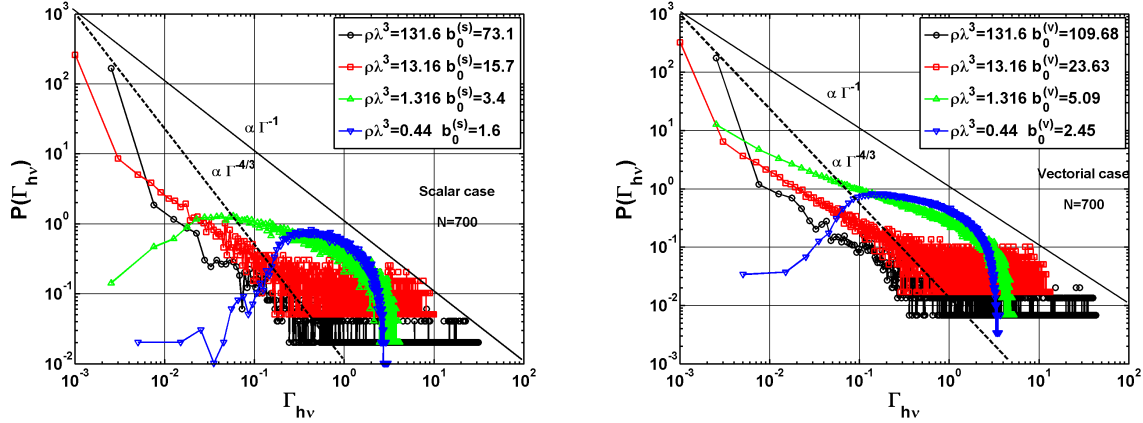 10³
10²
10¹
10⁰
10⁻¹
10⁻²
P(Γhν)
10⁻³ 10⁻² 10⁻¹ 10⁰ 10¹ 10²
Γhν
ρλ³=131.6 b₀⁽ˢ⁾=73.1
ρλ³=13.16 b₀⁽ˢ⁾=15.7
ρλ³=1.316 b₀⁽ˢ⁾=3.4
ρλ³=0.44 b₀⁽ˢ⁾=1.6
α Γ⁻¹
α Γ⁻⁴/³
Scalar case
N=700
10³
10²
10¹
10⁰
10⁻¹
10⁻²
10⁻³
P(Γhν)
10⁻³ 10⁻² 10⁻¹ 10⁰ 10¹ 10²
Γhν
ρλ³=131.6 b₀⁽ᵛ⁾=109.68
ρλ³=13.16 b₀⁽ᵛ⁾=23.63
ρλ³=1.316 b₀⁽ᵛ⁾=5.09
ρλ³=0.44 b₀⁽ᵛ⁾=2.45
α Γ⁻¹
α Γ⁻⁴/³
Vectorial case
N=700